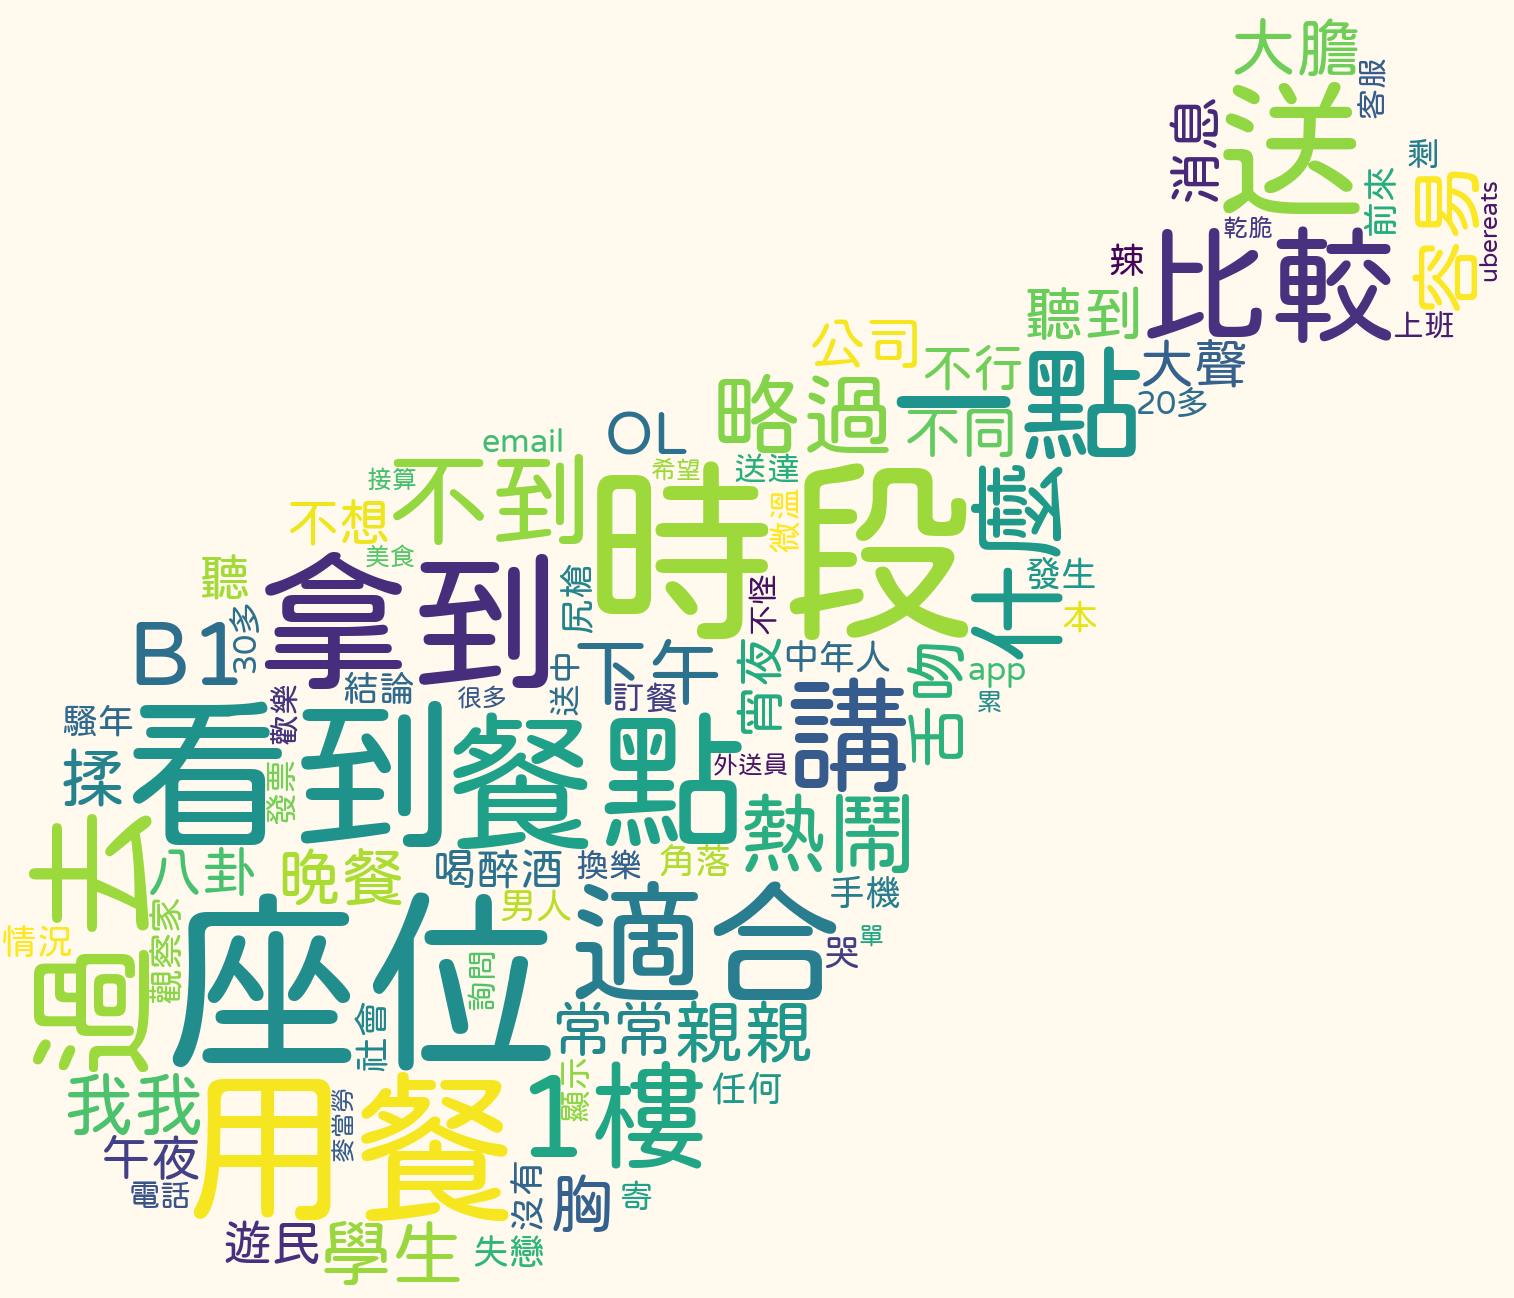 大膽
客服
送
消息
剩
容易
前來
ubereats
乾脆
比較
辣
上班
聽到
公司
不行
一點
大聲
20多
略過
不同
OL
email
希望
送達
接算
不到
時段
微溫
什麼
不想
美食
聽
拿到
尻槍
不怪
發生
本
30多
B1
下午
宵夜
中年人
舌吻
app
累
結論
很多
送中
訂餐
歡樂
騷年
看到
餐點
講
外送員
揉
發票
熱鬧
過去
八卦
晚餐
喝醉酒
換樂
角落
手機
男人
適合
觀察家
情況
座位
詢問
哭
單
社會
常常
親親
我我
用餐
麥當勞
1樓
顯示
任何
午夜
電話
沒有
胸
寄
遊民
學生
失戀